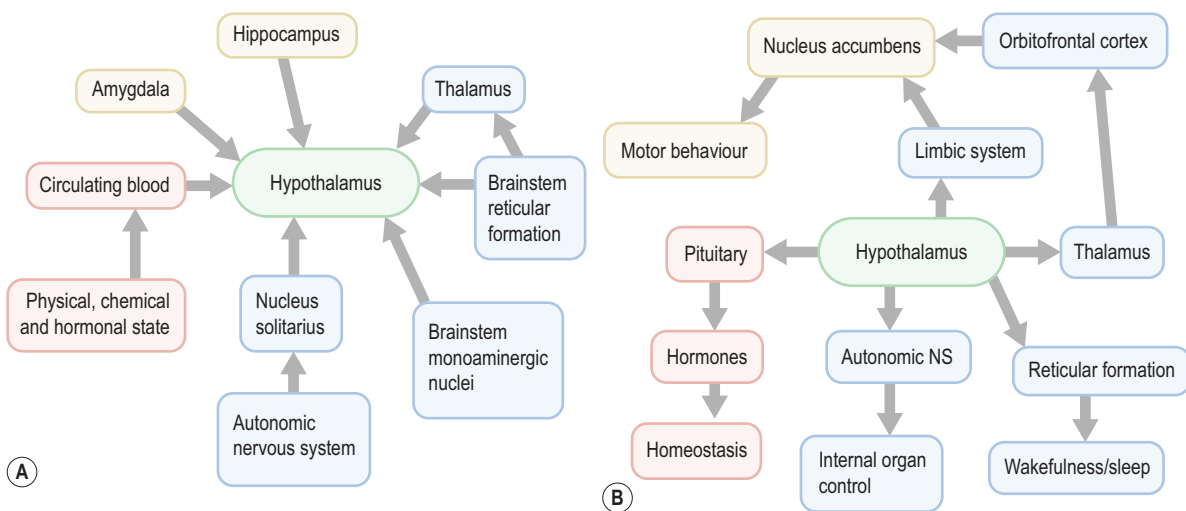 Hippocampus
Amygdala
Thalamus
Circulating blood
Hypothalamus
Brainstem
reticular
formation
Physical, chemical
and hormonal state
Nucleus
solitarius
Brainstem
monoaminergic
nuclei
Autonomic
nervous system
A
Nucleus accumbens
Orbitofrontal cortex
Motor behaviour
Limbic system
Pituitary
Hypothalamus
Thalamus
Hormones
Autonomic NS
Reticular formation
Homeostasis
Internal organ
control
Wakefulness/sleep
B